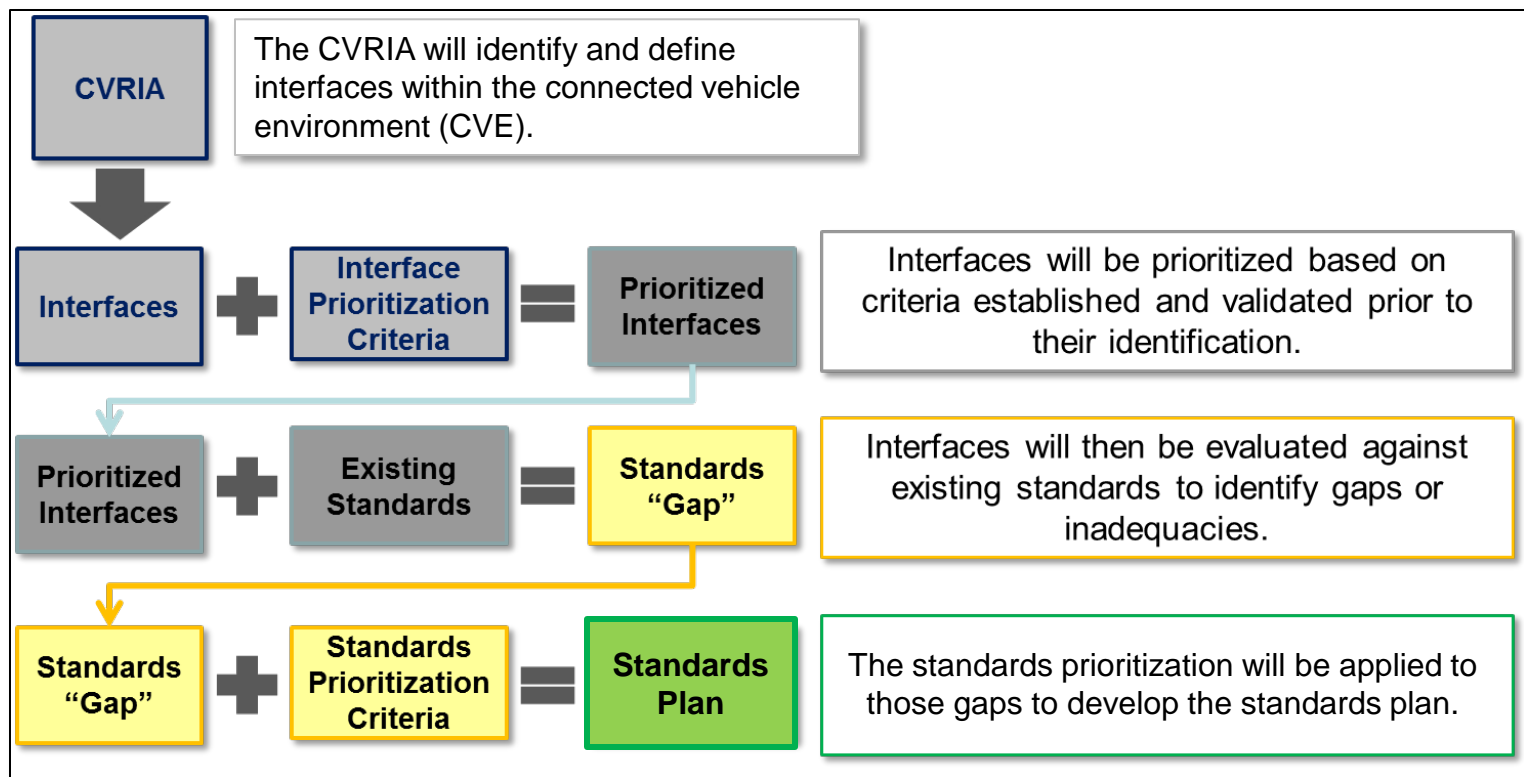 CVRIA
The CVRIA will identify and define
interfaces within the connected vehicle
environment (CVE).
Interfaces
Interface
Prioritization
Criteria
Prioritized
Interfaces
Interfaces will be prioritized based on
criteria established and validated prior to
their identification.
Prioritized
Interfaces
Existing
Standards
Standards
“Gap”
Interfaces will then be evaluated against
existing standards to identify gaps or
inadequacies.
Standards
“Gap”
Standards
Prioritization
Criteria
Standards
Plan
The standards prioritization will be applied to
those gaps to develop the standards plan.